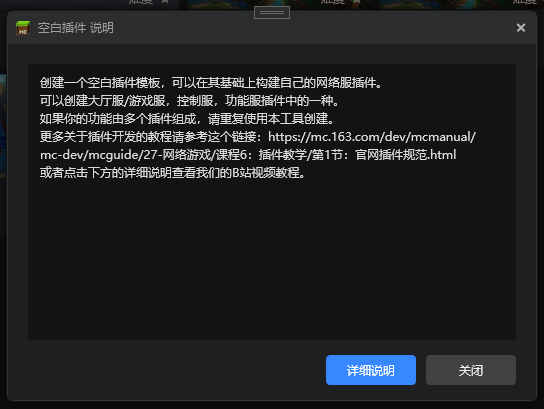 空白插件 说明
创建一个空白插件模板，可以在其基础上构建自己的网络服插件。
可以创建大厅服/游戏服，控制服，功能服插件中的一种。
如果你的功能由多个插件组成，请重复使用本工具创建。
更多关于插件开发的教程请参考这个链接：https://mc.163.com/dev/mcmanual/
mc-dev/mcguide/27-网络游戏/课程6：插件教学/第1节：官网插件规范.html
或者点击下方的详细说明查看我们的B站视频教程。
详细说明
关闭